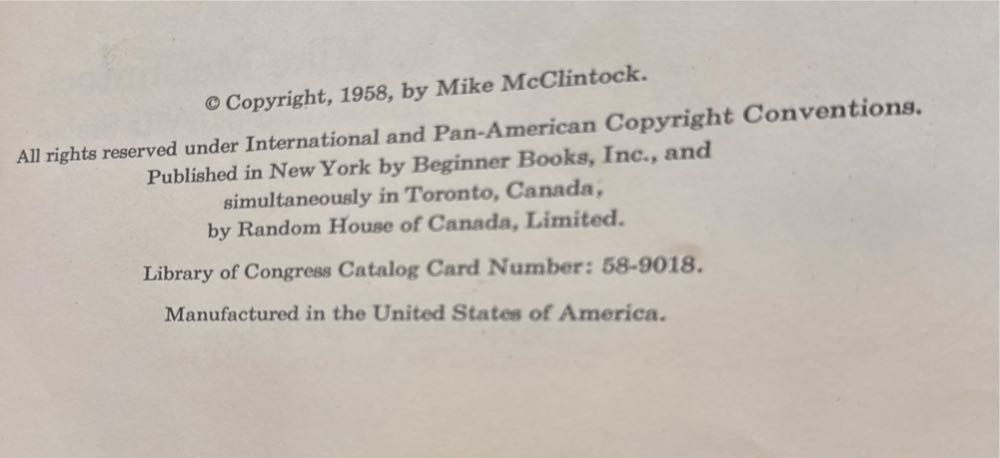 © Copyright, 1958, by Mike McClintock.
All rights reserved under International and Pan-American Copyright Conventions.
Published in New York by Beginner Books, Inc., and
simultaneously in Toronto, Canada,
by Random House of Canada, Limited.
Library of Congress Catalog Card Number: 58-9018.
Manufactured in the United States of America.